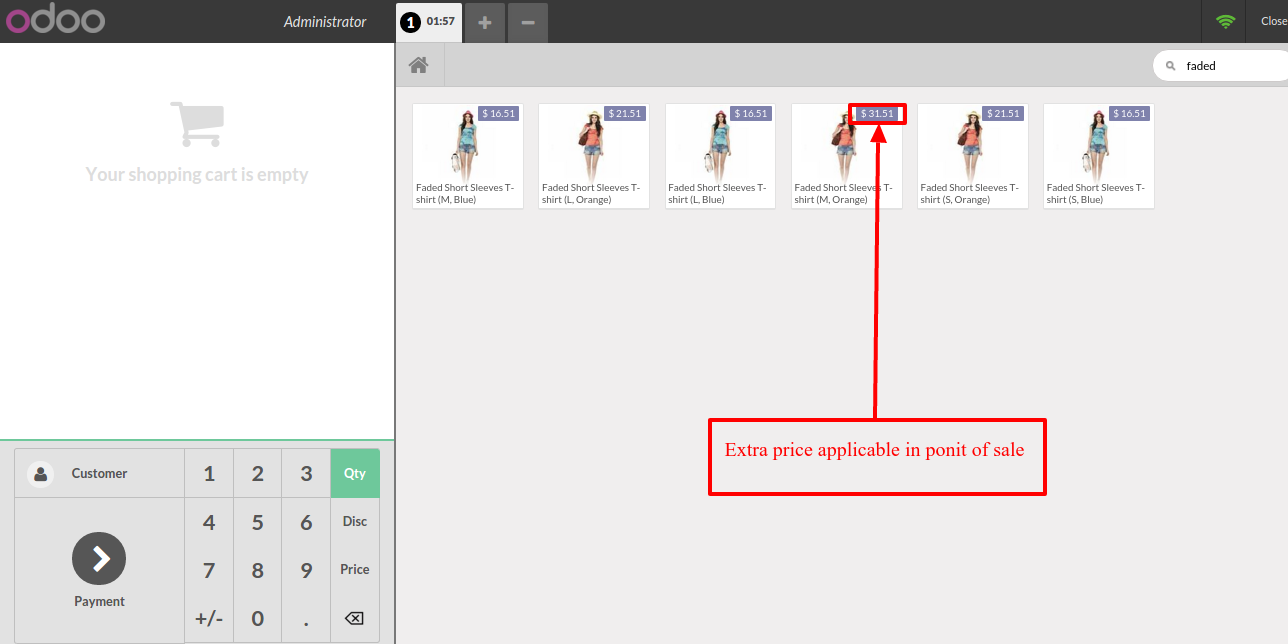 odoo
Administrator
1 01:57
Close
faded
$ 16.51
Faded Short Sleeves T-
shirt (M, Blue)
$ 21.51
Faded Short Sleeves T-
shirt (L, Orange)
$ 16.51
Faded Short Sleeves T-
shirt (L, Blue)
$ 31.51
Faded Short Sleeves T-
shirt (M, Orange)
$ 21.51
Faded Short Sleeves T-
shirt (S, Orange)
$ 16.51
Faded Short Sleeves T-
shirt (S, Blue)
Your shopping cart is empty
Extra price applicable in ponit of sale
Customer
1 2 3 Qty
4 5 6 Disc
7 8 9 Price
+/- 0 .
Payment